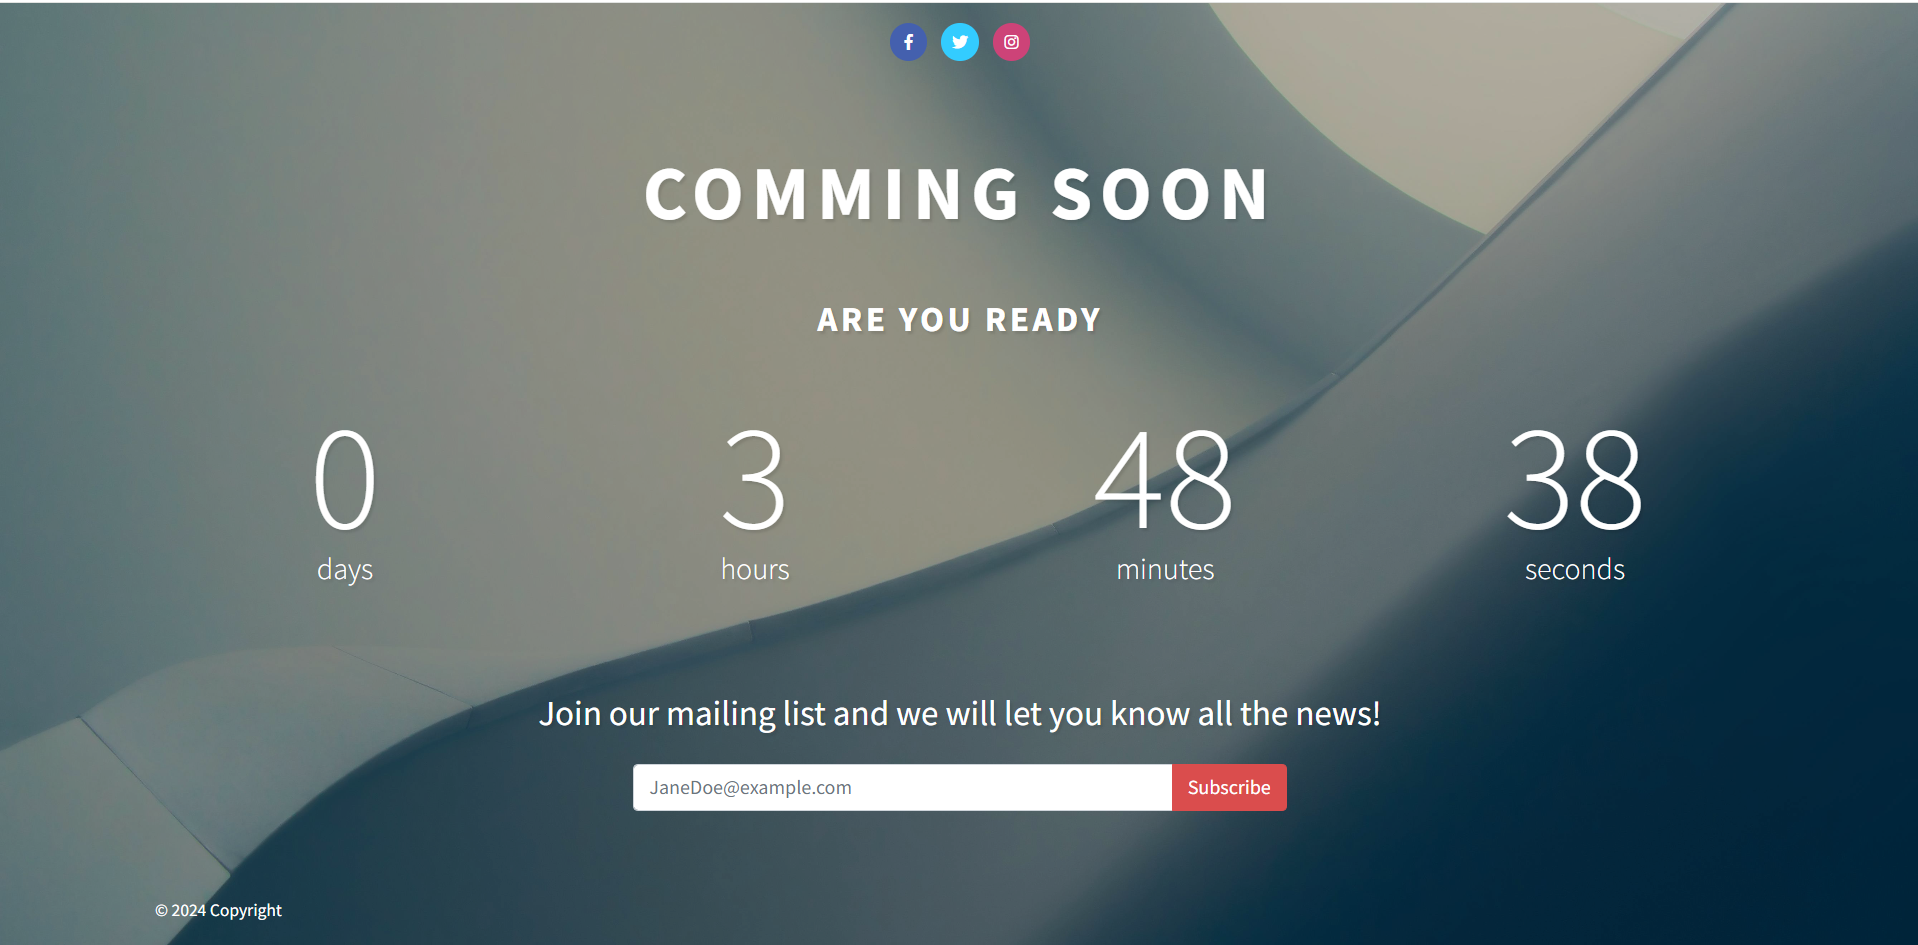 COMMING SOON
ARE YOU READY
0 3 48 38
days hours minutes seconds
Join our mailing list and we will let you know all the news!
JaneDoe@example.com Subscribe
© 2024 Copyright